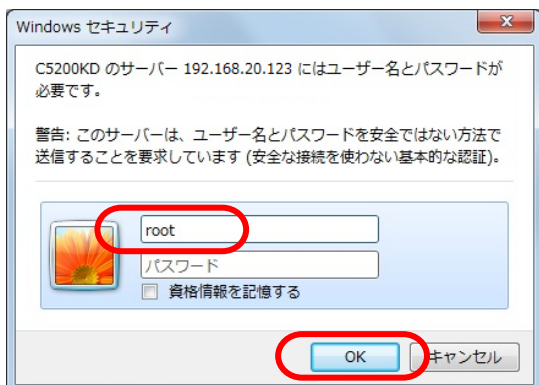 Windows セキュリティ
C5200KD のサーバー 192.168.20.123 にはユーザー名とパスワードが
必要です。
警告: このサーバーは、ユーザー名とパスワードを安全ではない方法で
送信することを要求しています (安全な接続を使わない基本的な認証)。
root
パスワード
資格情報を記憶する
OK
キャンセル